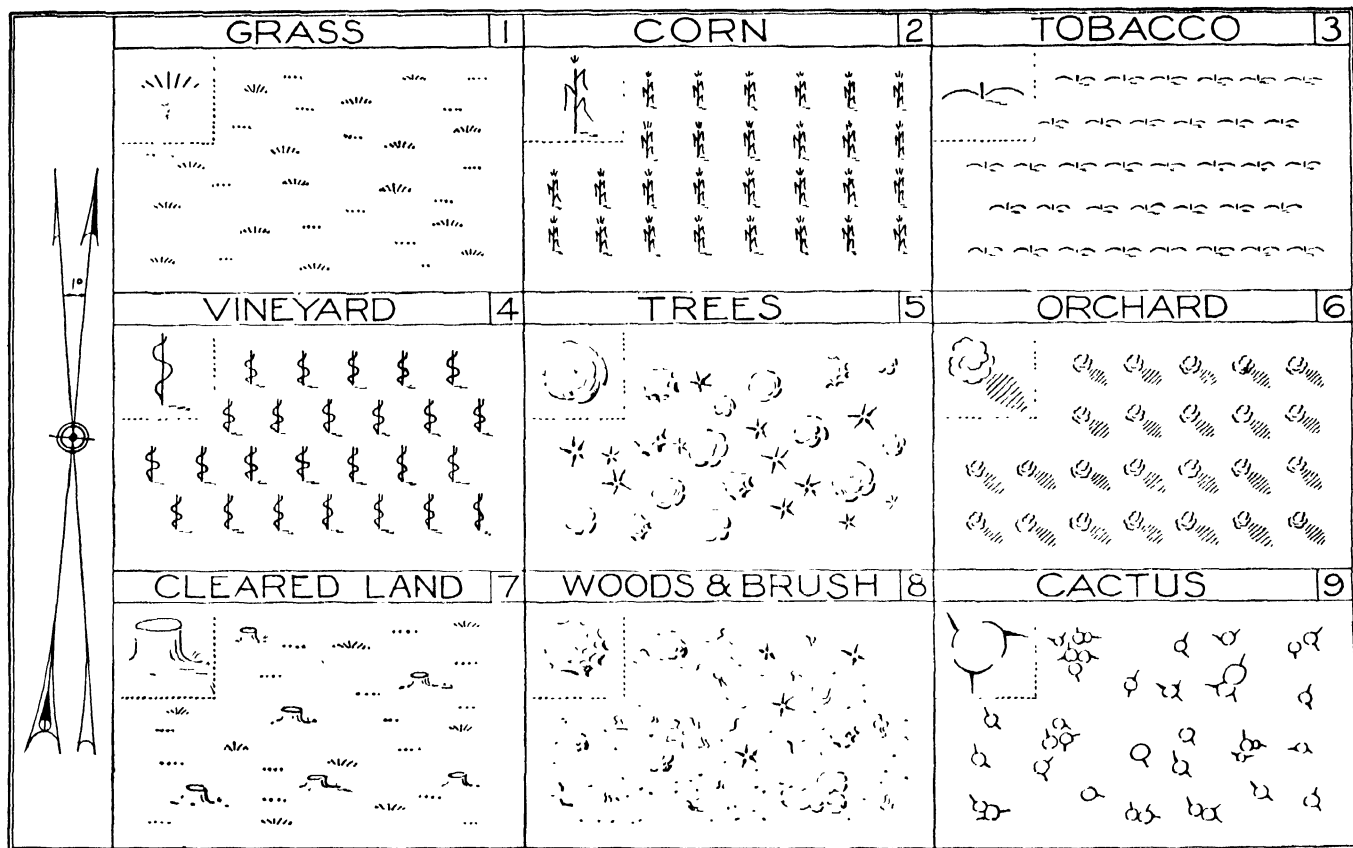 GRASS 1
CORN 2
TOBACCO 3
1°
VINEYARD 4
TREES 5
ORCHARD 6
CLEARED LAND 7
WOODS & BRUSH 8
CACTUS 9